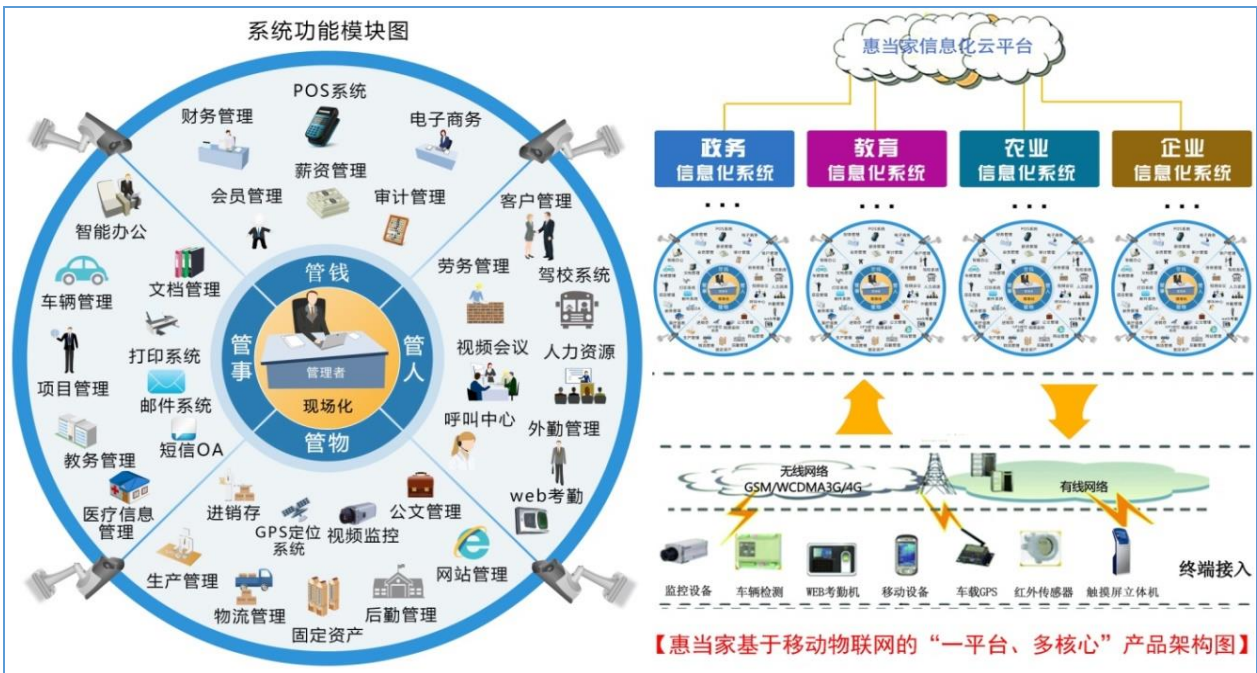 系统功能模块图
POS系统
财务管理
电子商务
薪资管理
会员管理
审计管理
客户管理
智能办公
劳务管理
驾校系统
文档管理
车辆管理
管钱
管事
管人
管物
管理者
现场化
打印系统
视频会议
人力资源
项目管理
邮件系统
呼叫中心
外勤管理
短信OA
教务管理
web考勤
医疗信息
管理
进销存
GPS定位
系统
视频监控
公文管理
生产管理
网站管理
物流管理
固定资产
后勤管理
惠当家信息化云平台
政务
信息化系统
教育
信息化系统
农业
信息化系统
企业
信息化系统
无线网络
GSM/WCDMA3G/4G
有线网络
监控设备
车辆检测
WEB考勤机
移动设备
车载GPS
红外传感器
触摸屏立体机
终端接入
【惠当家基于移动物联网的“一平台、多核心”产品架构图】